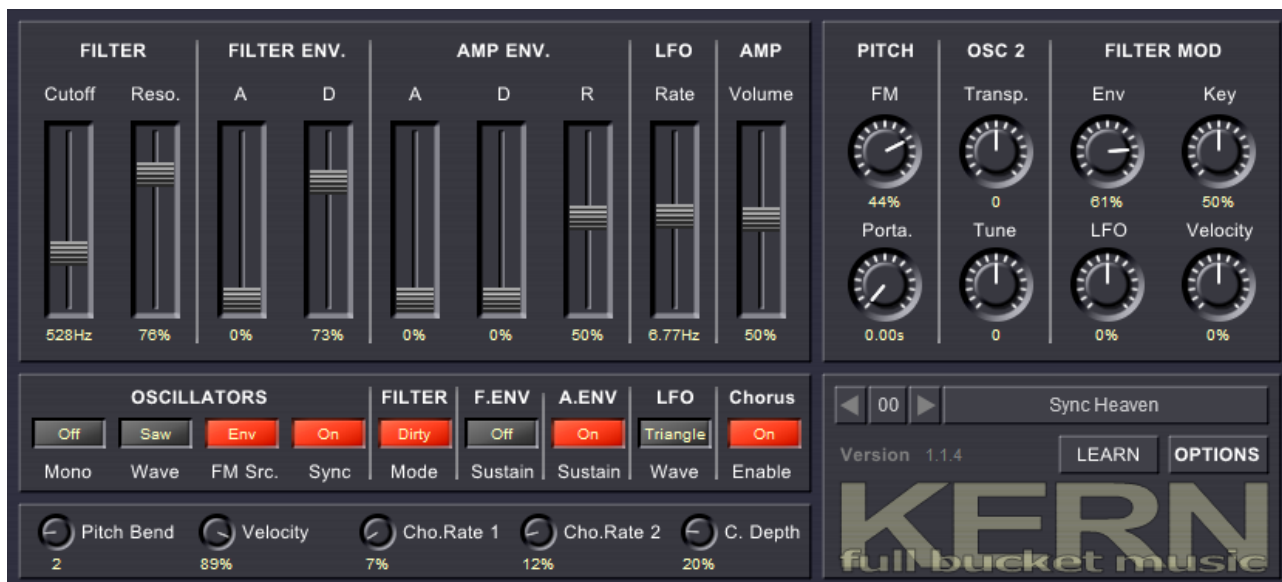 FILTER FILTER ENV. AMP ENV. LFO AMP
Cutoff Reso. A D A D R Rate Volume
528Hz 76% 0% 73% 0% 0% 50% 6.77Hz 50%
PITCH OSC 2 FILTER MOD
FM Transp. Env Key
44% 0 61% 50%
Porta. Tune LFO Velocity
0.00s 0 0% 0%
OSCILLATORS FILTER F.ENV A.ENV LFO Chorus
Off Saw Env On Dirty Off On Triangle On
Mono Wave FM Src. Sync Mode Sustain Sustain Wave Enable
Pitch Bend Velocity Cho.Rate 1 Cho.Rate 2 C. Depth
2 89% 7% 12% 20%
00 Sync Heaven
Version 1.1.4 LEARN OPTIONS
KERN
full bucket music